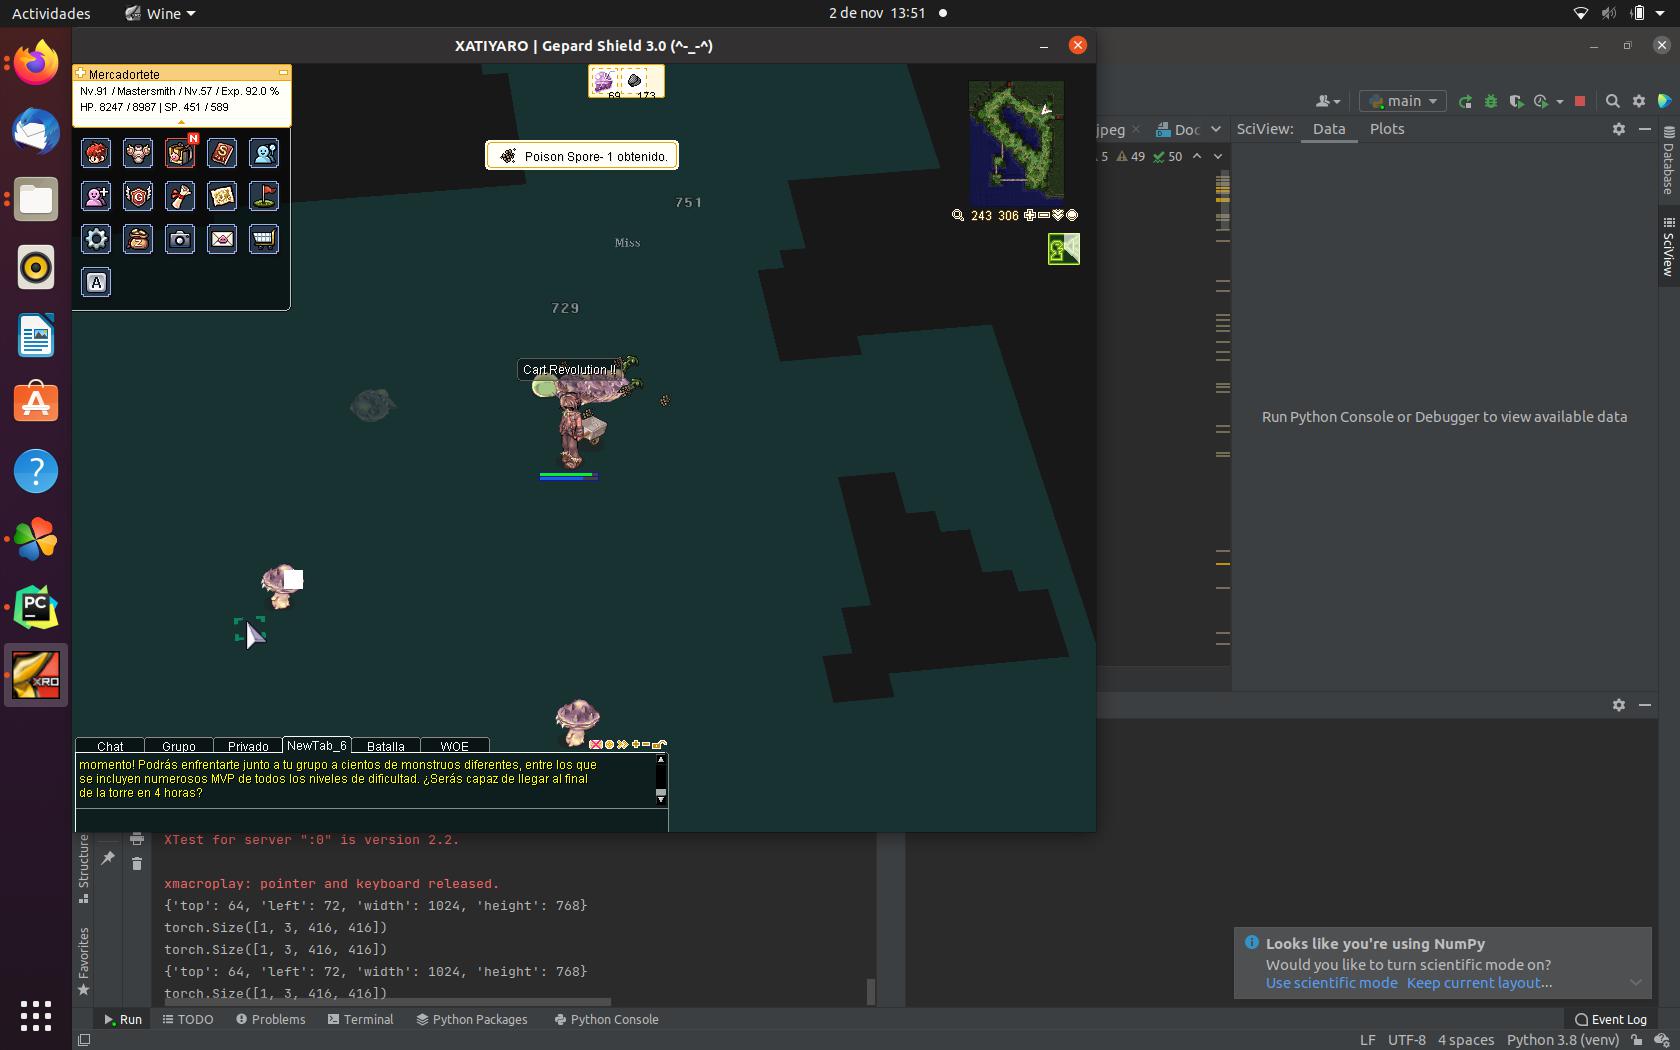 Actividades
Wine
2 de nov 13:51
XATIYARO | Gepard Shield 3.0 (^-_-^)
Mercadortete
Nv.91 / Mastersmith / Nv.57 / Exp. 92.0 %
HP. 8247 / 8987 | SP. 451 / 589
N
A
69 173
Poison Spore- 1 obtenido.
751
Miss
729
Cart Revolution !!
243 306
main
jpeg
Doc
SciView:
Data
Plots
5
49
50
Database
SciView
Run Python Console or Debugger to view available data
PC
XRO
Chat
Grupo
Privado
NewTab_6
Batalla
WOE
momento! Podrás enfrentarte junto a tu grupo a cientos de monstruos diferentes, entre los que
se incluyen numerosos MVP de todos los niveles de dificultad. ¿Serás capaz de llegar al final
de la torre en 4 horas?
Structure
Favorites
XTest for server ":0" is version 2.2.
xmacroplay: pointer and keyboard released.
{'top': 64, 'left': 72, 'width': 1024, 'height': 768}
torch.Size([1, 3, 416, 416])
torch.Size([1, 3, 416, 416])
{'top': 64, 'left': 72, 'width': 1024, 'height': 768}
torch.Size([1, 3, 416, 416])
Looks like you're using NumPy
Would you like to turn scientific mode on?
Use scientific mode Keep current layout...
Run
TODO
Problems
Terminal
Python Packages
Python Console
Event Log
LF UTF-8 4 spaces Python 3.8 (venv)